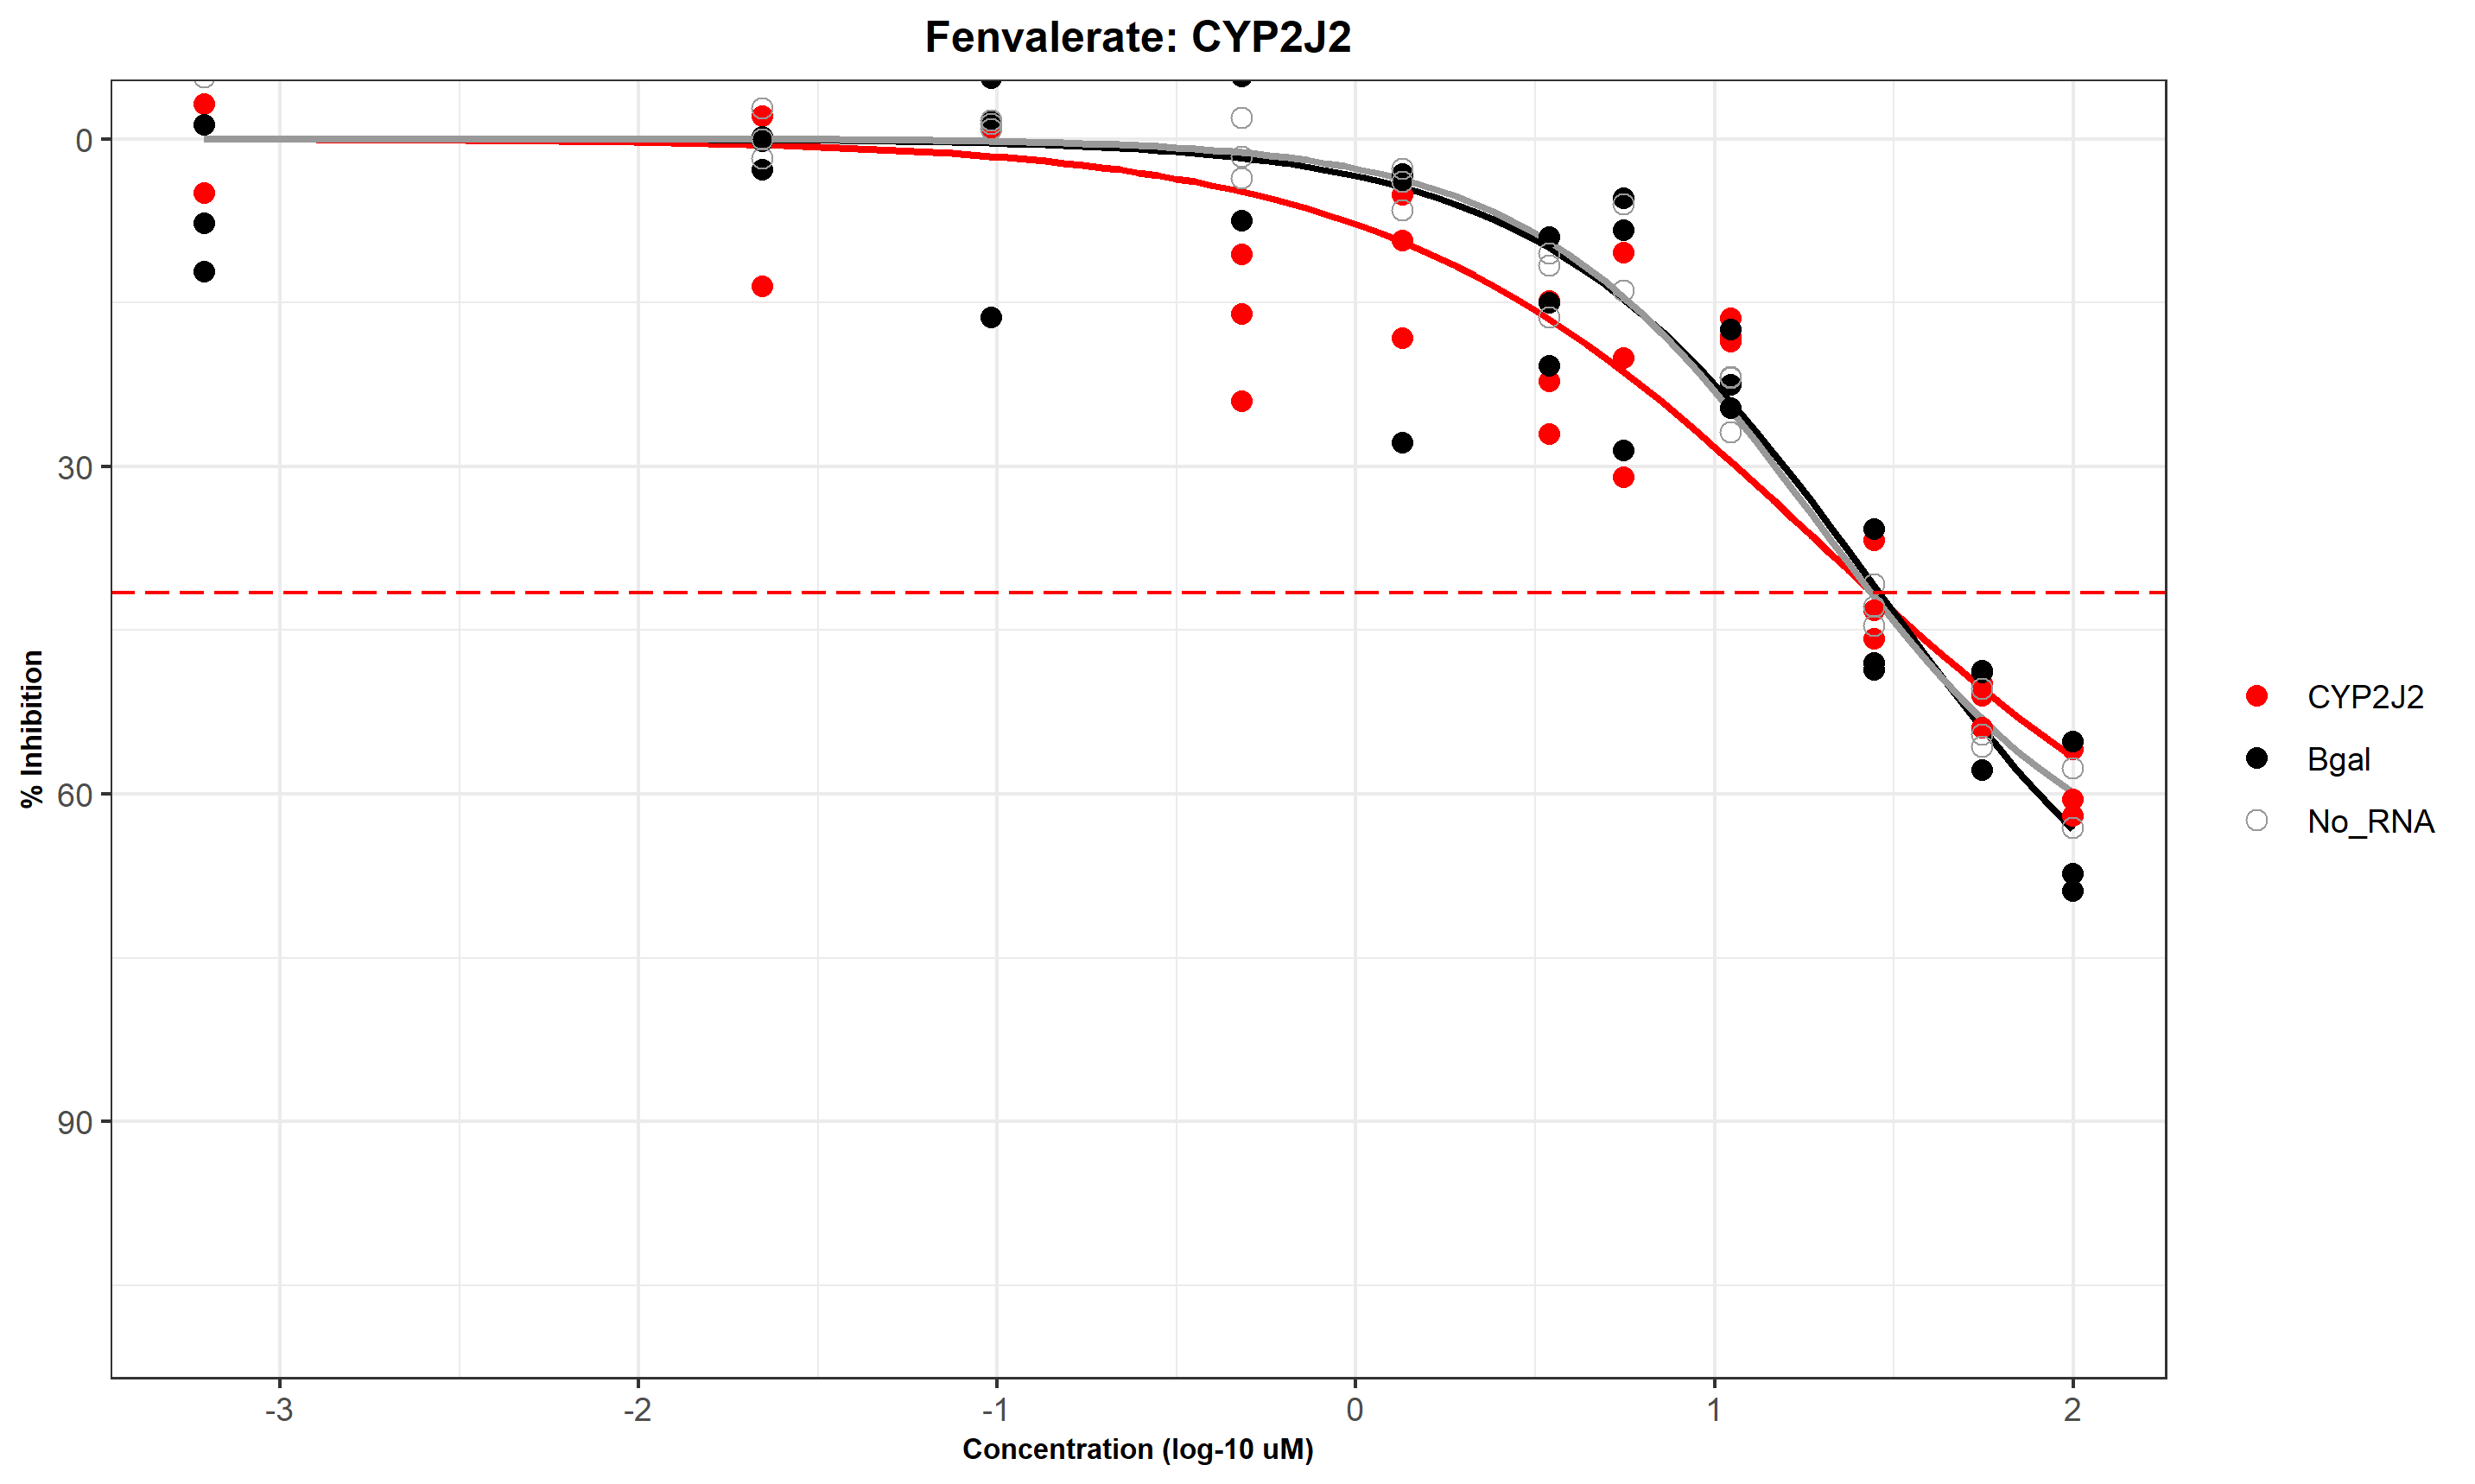 Fenvalerate: CYP2J2
% Inhibition
0
30
60
90
-3
-2
-1
0
1
2
Concentration (log-10 uM)
CYP2J2
Bgal
No_RNA